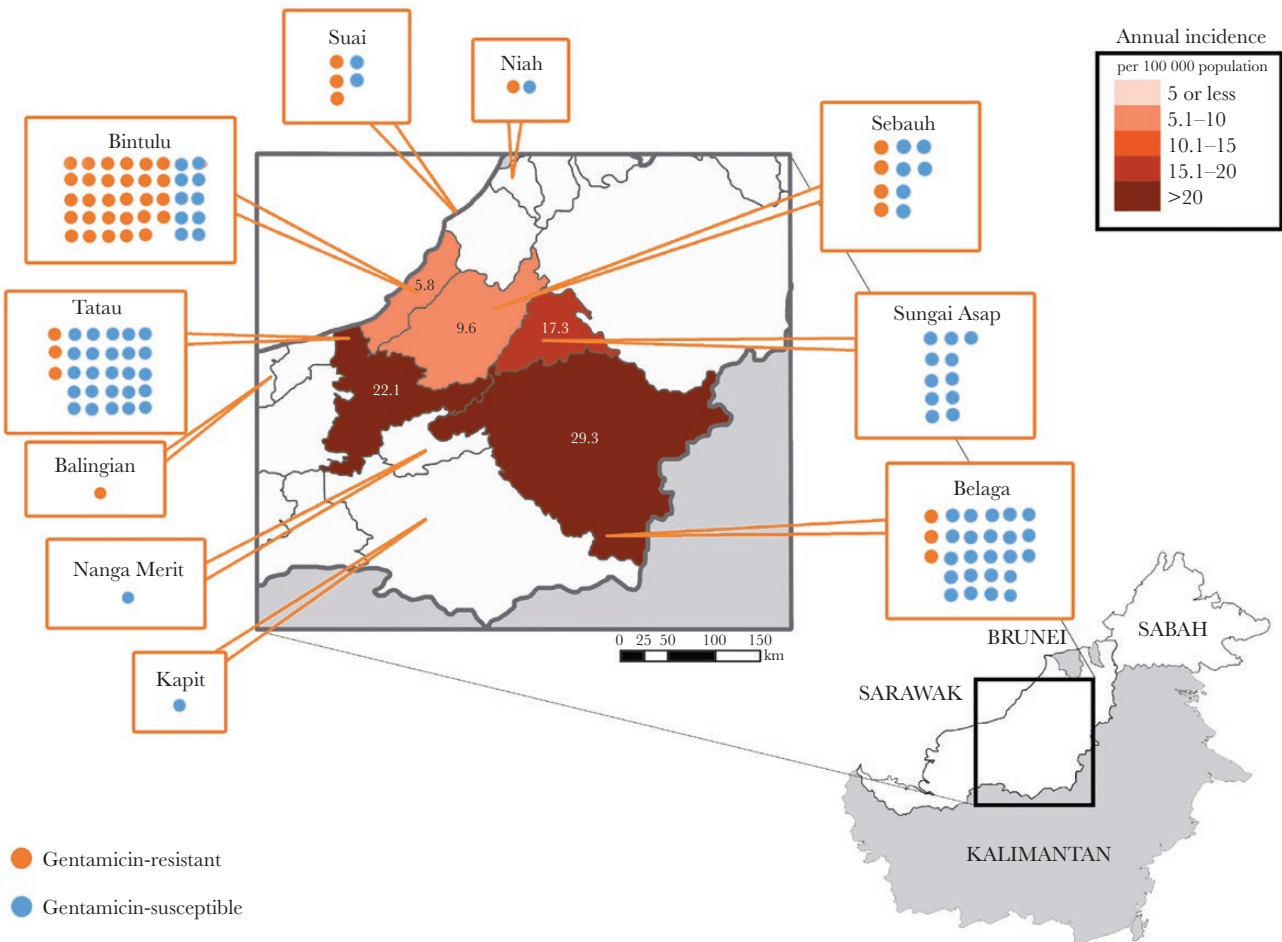 Suai
Niah
Bintulu
Sebauh
Annual incidence
per 100 000 population
5 or less
5.1–10
10.1–15
15.1–20
>20
Tatau
5.8
9.6
17.3
22.1
29.3
Sungai Asap
Balingian
Belaga
Nanga Merit
Kapit
0 25 50 100 150
km
BRUNEI
SABAH
SARAWAK
KALIMANTAN
Gentamicin-resistant
Gentamicin-susceptible